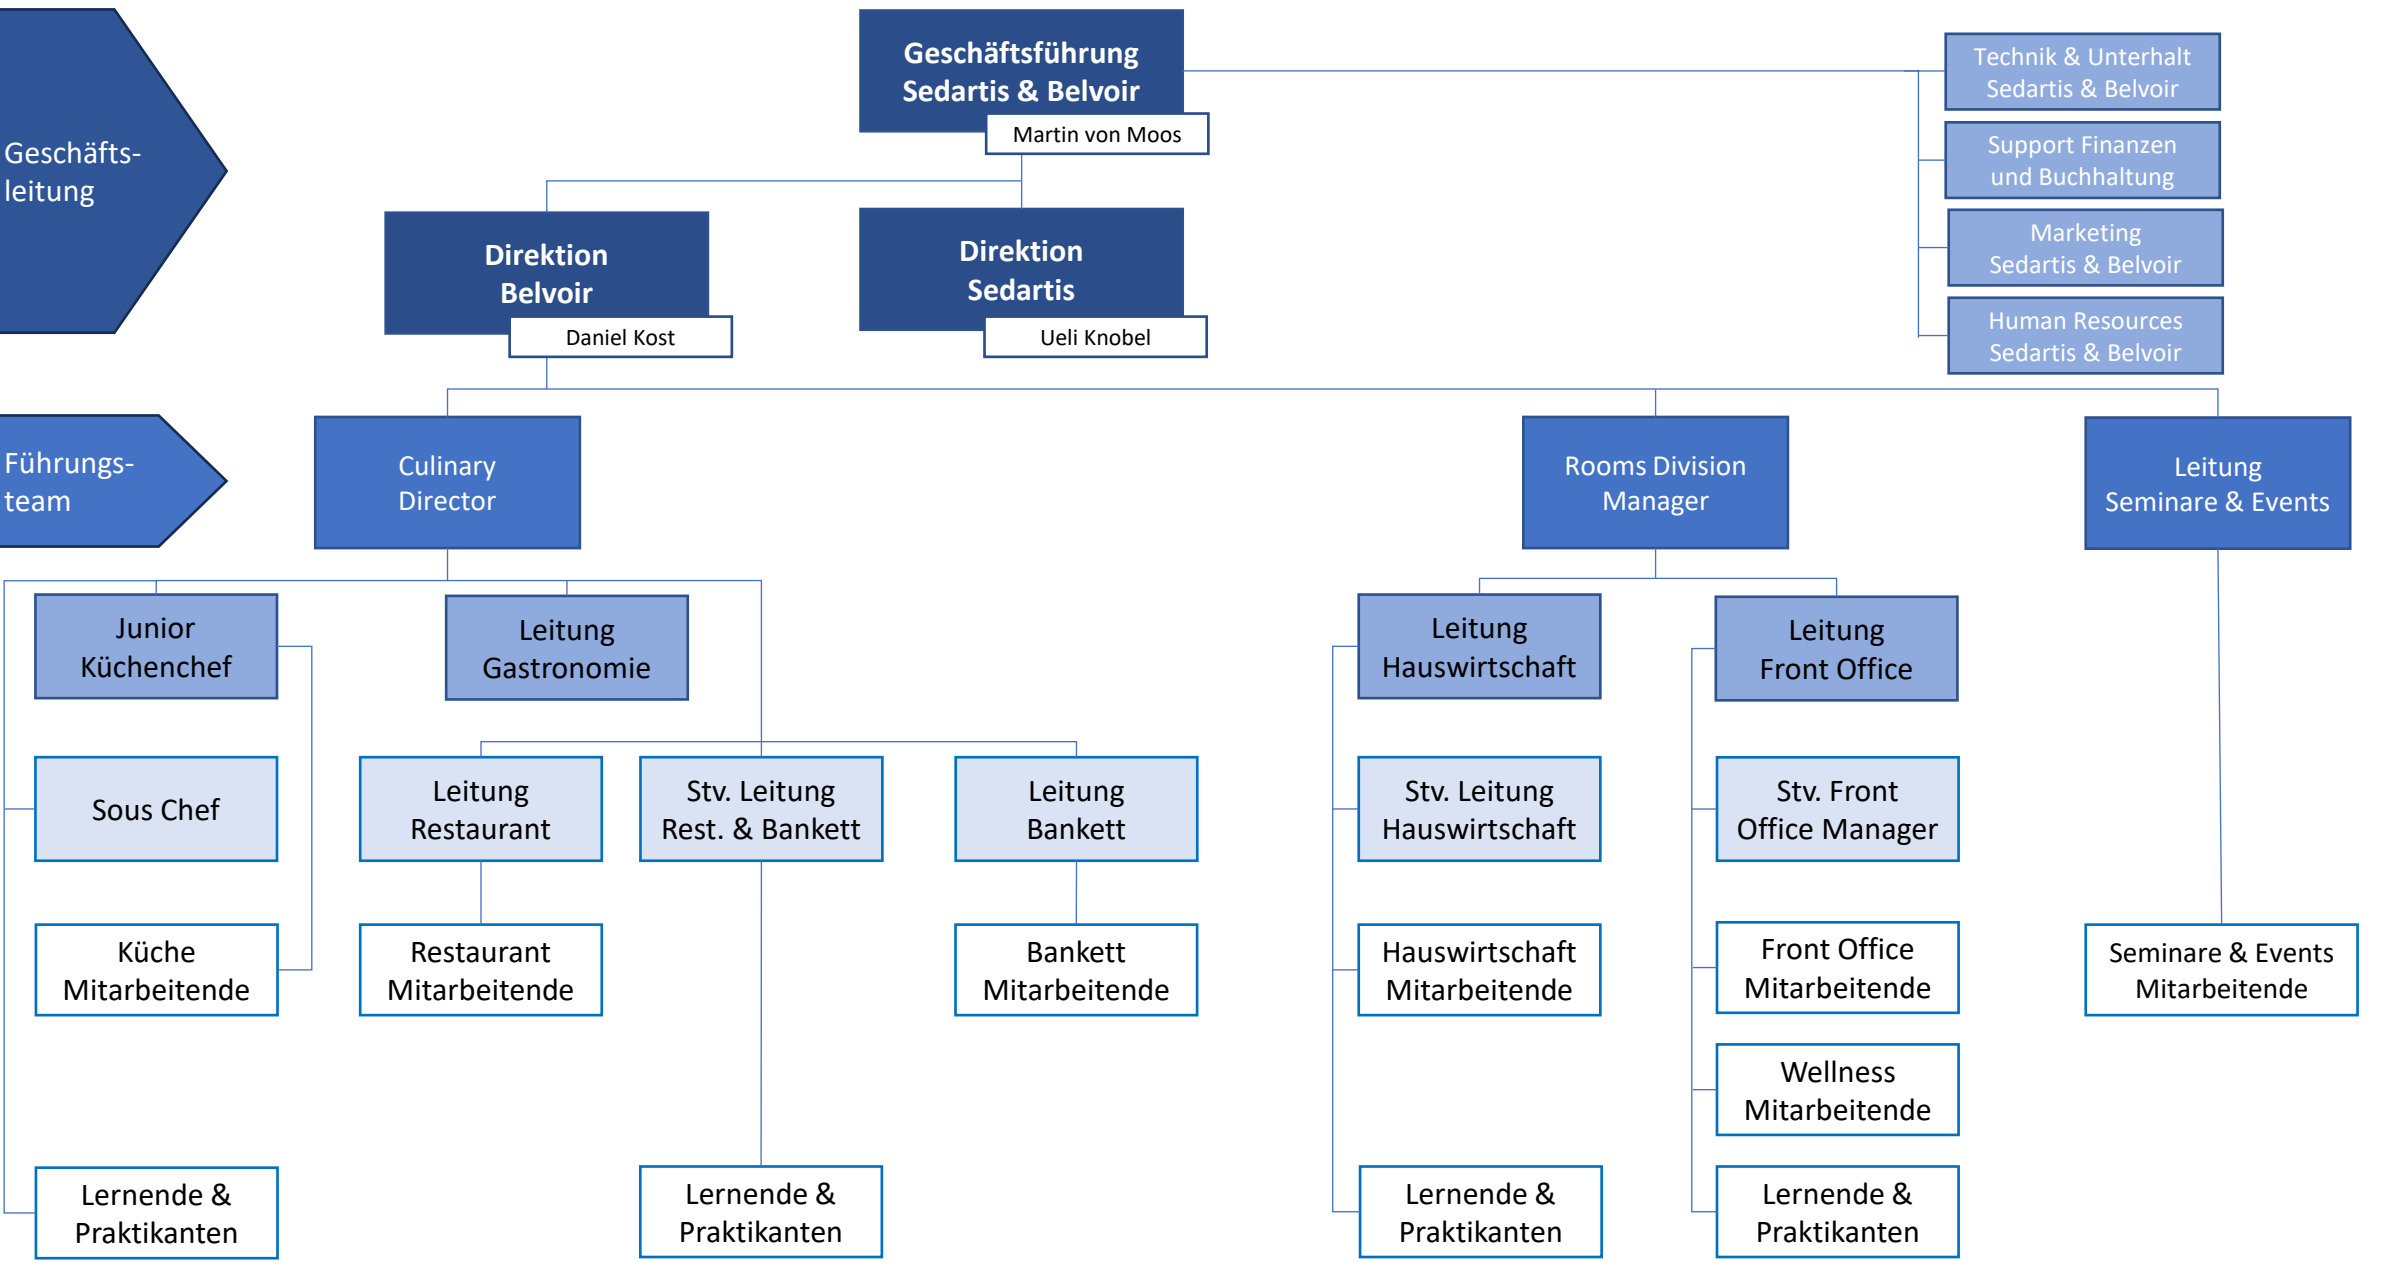 Geschäftsführung
Sedartis & Belvoir
Martin von Moos
Technik & Unterhalt
Sedartis & Belvoir
Support Finanzen
und Buchhaltung
Marketing
Sedartis & Belvoir
Human Resources
Sedartis & Belvoir
Geschäfts-
leitung
Direktion
Belvoir
Daniel Kost
Direktion
Sedartis
Ueli Knobel
Führungs-
team
Culinary
Director
Rooms Division
Manager
Leitung
Seminare & Events
Junior
Küchenchef
Leitung
Gastronomie
Leitung
Hauswirtschaft
Leitung
Front Office
Sous Chef
Leitung
Restaurant
Stv. Leitung
Rest. & Bankett
Leitung
Bankett
Stv. Leitung
Hauswirtschaft
Stv. Front
Office Manager
Küche
Mitarbeitende
Restaurant
Mitarbeitende
Bankett
Mitarbeitende
Hauswirtschaft
Mitarbeitende
Front Office
Mitarbeitende
Seminare & Events
Mitarbeitende
Wellness
Mitarbeitende
Lernende &
Praktikanten
Lernende &
Praktikanten
Lernende &
Praktikanten
Lernende &
Praktikanten